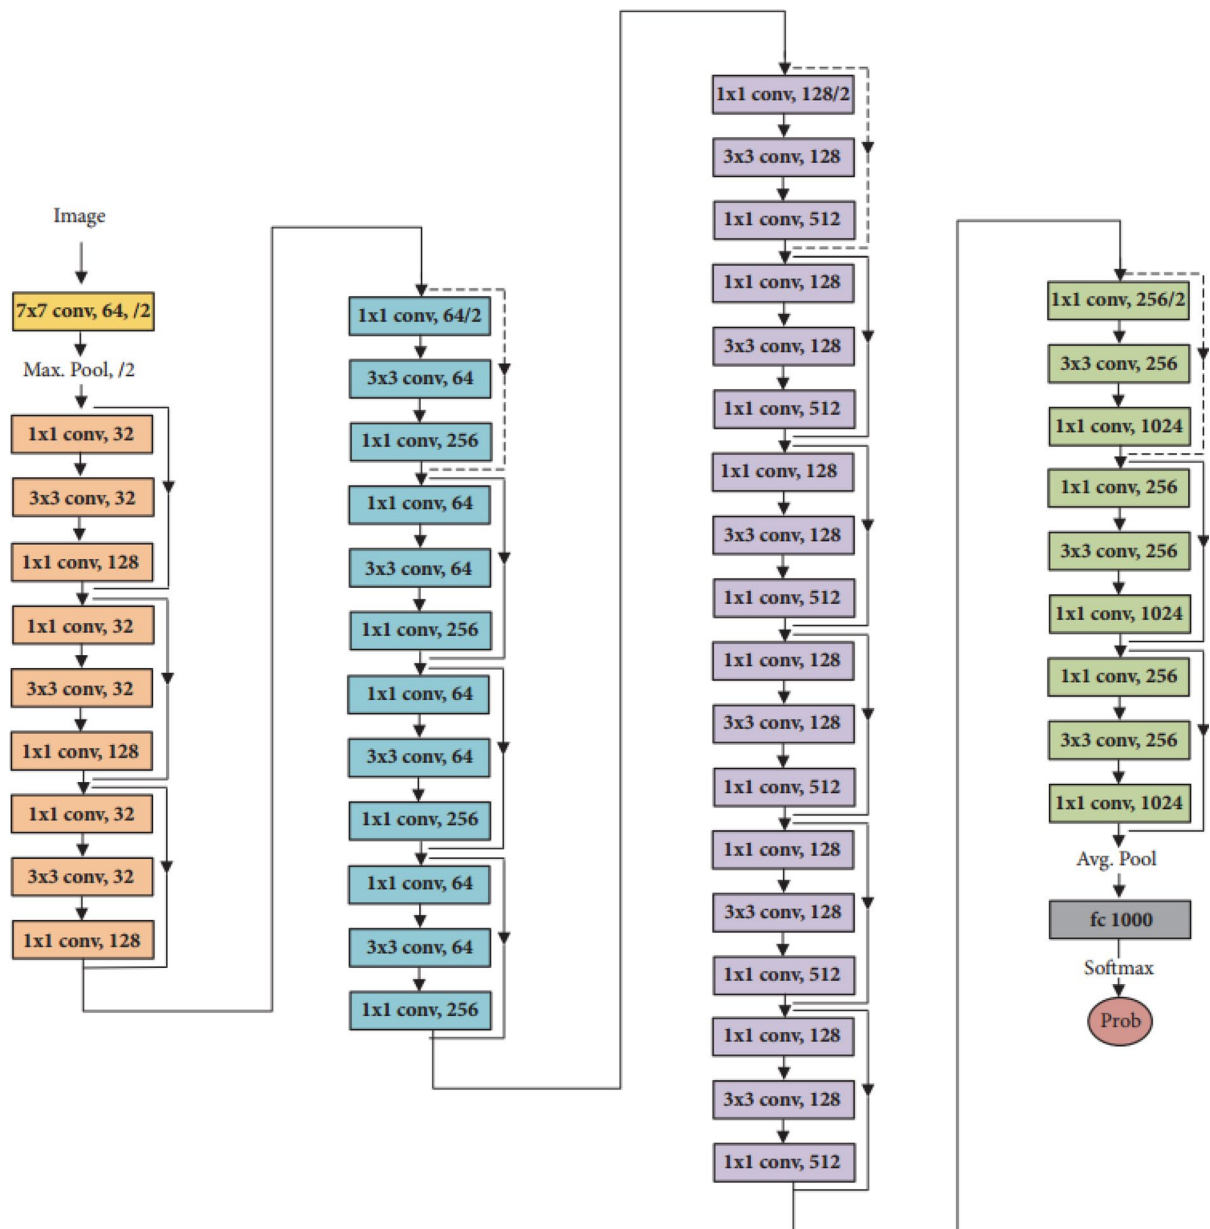 Image
7x7 conv, 64, /2
Max. Pool, /2
1x1 conv, 32
3x3 conv, 32
1x1 conv, 128
1x1 conv, 32
3x3 conv, 32
1x1 conv, 128
1x1 conv, 32
3x3 conv, 32
1x1 conv, 128
1x1 conv, 64/2
3x3 conv, 64
1x1 conv, 256
1x1 conv, 64
3x3 conv, 64
1x1 conv, 256
1x1 conv, 64
3x3 conv, 64
1x1 conv, 256
1x1 conv, 64
3x3 conv, 64
1x1 conv, 256
1x1 conv, 128/2
3x3 conv, 128
1x1 conv, 512
1x1 conv, 128
3x3 conv, 128
1x1 conv, 512
1x1 conv, 128
3x3 conv, 128
1x1 conv, 512
1x1 conv, 128
3x3 conv, 128
1x1 conv, 512
1x1 conv, 128
3x3 conv, 128
1x1 conv, 512
1x1 conv, 128
3x3 conv, 128
1x1 conv, 512
1x1 conv, 256/2
3x3 conv, 256
1x1 conv, 1024
1x1 conv, 256
3x3 conv, 256
1x1 conv, 1024
1x1 conv, 256
3x3 conv, 256
1x1 conv, 1024
Avg. Pool
fc 1000
Softmax
Prob